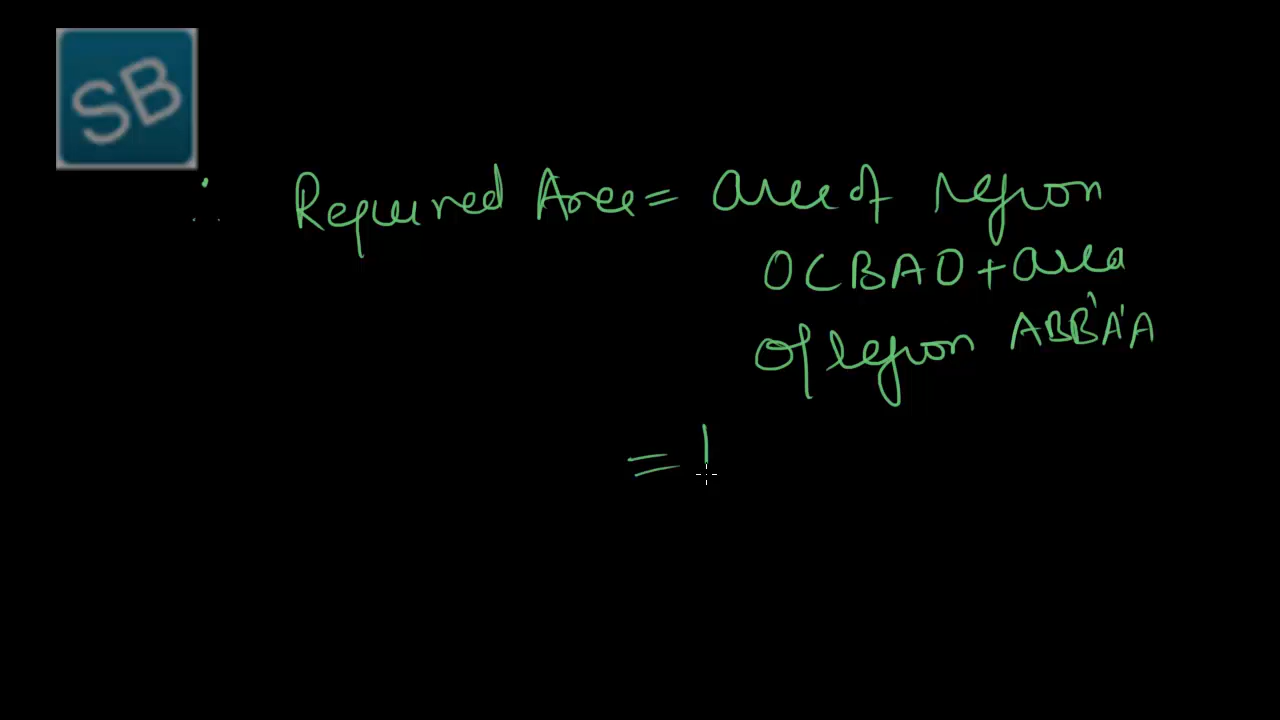 SB
∴ Required Area = area of region
OCBAO + area
of region ABB'A'A
= 1